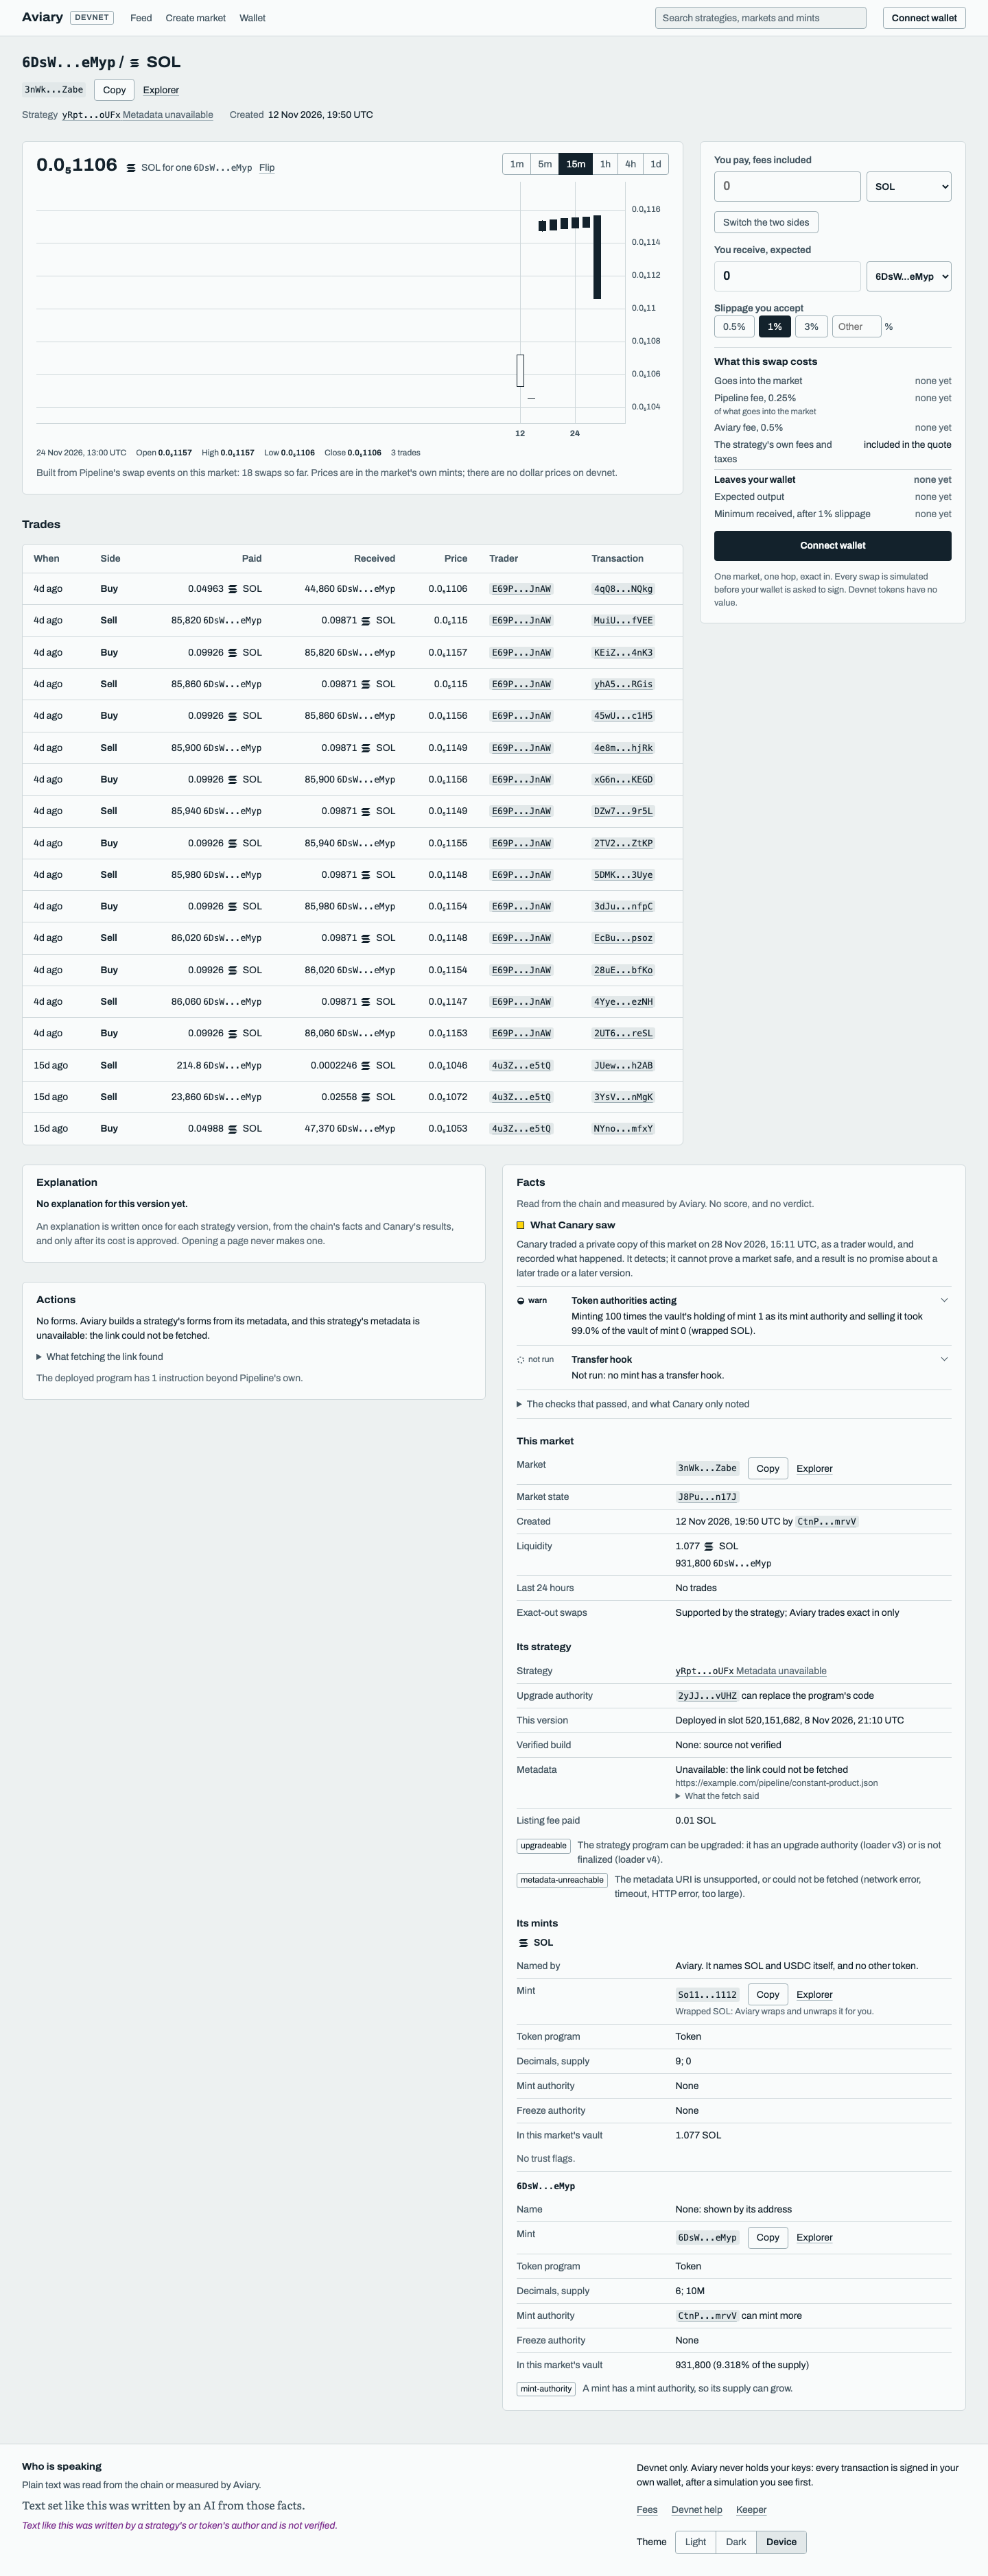 Aviary DEVNET Feed Create market Wallet Search strategies, markets and mints Connect wallet
6DsW...eMyp / SOL
3nWk...Zabe Copy Explorer
Strategy yRpt...oUFx Metadata unavailable Created 12 Nov 2026, 19:50 UTC
0.0₅1106 SOL for one 6DsW...eMyp Flip 1m 5m 15m 1h 4h 1d
0.0₅116
0.0₅114
0.0₅112
0.0₅11
0.0₅108
0.0₅106
0.0₅104
12 24
24 Nov 2026, 13:00 UTC Open 0.0₅1157 High 0.0₅1157 Low 0.0₅1106 Close 0.0₅1106 3 trades
Built from Pipeline's swap events on this market: 18 swaps so far. Prices are in the market's own mints; there are no dollar prices on devnet.
You pay, fees included
0 SOL
Switch the two sides
You receive, expected
0 6DsW...eMyp
Slippage you accept
0.5% 1% 3% Other %
What this swap costs
Goes into the market none yet
Pipeline fee, 0.25% none yet
of what goes into the market
Aviary fee, 0.5% none yet
The strategy's own fees and taxes included in the quote
Leaves your wallet none yet
Expected output none yet
Minimum received, after 1% slippage none yet
Connect wallet
One market, one hop, exact in. Every swap is simulated
before your wallet is asked to sign. Devnet tokens have no
value.
Trades
When Side Paid Received Price Trader Transaction
4d ago Buy 0.04963 SOL 44,860 6DsW...eMyp 0.0₅1106 E69P...JnAW 4qQ8...NQkg
4d ago Sell 85,820 6DsW...eMyp 0.09871 SOL 0.0₅115 E69P...JnAW MuiU...fVEE
4d ago Buy 0.09926 SOL 85,820 6DsW...eMyp 0.0₅1157 E69P...JnAW KEiZ...4nK3
4d ago Sell 85,860 6DsW...eMyp 0.09871 SOL 0.0₅115 E69P...JnAW yhA5...RGis
4d ago Buy 0.09926 SOL 85,860 6DsW...eMyp 0.0₅1156 E69P...JnAW 45wU...c1H5
4d ago Sell 85,900 6DsW...eMyp 0.09871 SOL 0.0₅1149 E69P...JnAW 4e8m...hjRk
4d ago Buy 0.09926 SOL 85,900 6DsW...eMyp 0.0₅1156 E69P...JnAW xG6n...KEGD
4d ago Sell 85,940 6DsW...eMyp 0.09871 SOL 0.0₅1149 E69P...JnAW DZw7...9r5L
4d ago Buy 0.09926 SOL 85,940 6DsW...eMyp 0.0₅1155 E69P...JnAW 2TV2...ZtKP
4d ago Sell 85,980 6DsW...eMyp 0.09871 SOL 0.0₅1148 E69P...JnAW 5DMK...3Uye
4d ago Buy 0.09926 SOL 85,980 6DsW...eMyp 0.0₅1154 E69P...JnAW 3dJu...nfpC
4d ago Sell 86,020 6DsW...eMyp 0.09871 SOL 0.0₅1148 E69P...JnAW EcBu...psoz
4d ago Buy 0.09926 SOL 86,020 6DsW...eMyp 0.0₅1154 E69P...JnAW 28uE...bfKo
4d ago Sell 86,060 6DsW...eMyp 0.09871 SOL 0.0₅1147 E69P...JnAW 4Yye...ezNH
4d ago Buy 0.09926 SOL 86,060 6DsW...eMyp 0.0₅1153 E69P...JnAW 2UT6...reSL
15d ago Sell 214.8 6DsW...eMyp 0.0002246 SOL 0.0₅1046 4u3Z...e5tQ JUew...h2AB
15d ago Sell 23,860 6DsW...eMyp 0.02558 SOL 0.0₅1072 4u3Z...e5tQ 3YsV...nMgK
15d ago Buy 0.04988 SOL 47,370 6DsW...eMyp 0.0₅1053 4u3Z...e5tQ NYno...mfxY
Explanation
No explanation for this version yet.
An explanation is written once for each strategy version, from the chain's facts and Canary's results,
and only after its cost is approved. Opening a page never makes one.
Actions
No forms. Aviary builds a strategy's forms from its metadata, and this strategy's metadata is
unavailable: the link could not be fetched.
What fetching the link found
The deployed program has 1 instruction beyond Pipeline's own.
Facts
Read from the chain and measured by Aviary. No score, and no verdict.
What Canary saw
Canary traded a private copy of this market on 28 Nov 2026, 15:11 UTC, as a trader would, and
recorded what happened. It detects; it cannot prove a market safe, and a result is no promise about a
later trade or a later version.
warn Token authorities acting
Minting 100 times the vault's holding of mint 1 as its mint authority and selling it took
99.0% of the vault of mint 0 (wrapped SOL).
not run Transfer hook
Not run: no mint has a transfer hook.
The checks that passed, and what Canary only noted
This market
Market 3nWk...Zabe Copy Explorer
Market state J8Pu...n17J
Created 12 Nov 2026, 19:50 UTC by CtnP...mrvV
Liquidity 1.077 SOL
931,800 6DsW...eMyp
Last 24 hours No trades
Exact-out swaps Supported by the strategy; Aviary trades exact in only
Its strategy
Strategy yRpt...oUFx Metadata unavailable
Upgrade authority 2yJJ...vUHZ can replace the program's code
This version Deployed in slot 520,151,682, 8 Nov 2026, 21:10 UTC
Verified build None: source not verified
Metadata Unavailable: the link could not be fetched
https://example.com/pipeline/constant-product.json
What the fetch said
Listing fee paid 0.01 SOL
upgradeable The strategy program can be upgraded: it has an upgrade authority (loader v3) or is not
finalized (loader v4).
metadata-unreachable The metadata URI is unsupported, or could not be fetched (network error,
timeout, HTTP error, too large).
Its mints
SOL
Named by Aviary. It names SOL and USDC itself, and no other token.
Mint So11...1112 Copy Explorer
Wrapped SOL: Aviary wraps and unwraps it for you.
Token program Token
Decimals, supply 9; 0
Mint authority None
Freeze authority None
In this market's vault 1.077 SOL
No trust flags.
6DsW...eMyp
Name None: shown by its address
Mint 6DsW...eMyp Copy Explorer
Token program Token
Decimals, supply 6; 10M
Mint authority CtnP...mrvV can mint more
Freeze authority None
In this market's vault 931,800 (9.318% of the supply)
mint-authority A mint has a mint authority, so its supply can grow.
Who is speaking
Plain text was read from the chain or measured by Aviary.
Text set like this was written by an AI from those facts.
Text like this was written by a strategy's or token's author and is not verified.
Devnet only. Aviary never holds your keys: every transaction is signed in your
own wallet, after a simulation you see first.
Fees Devnet help Keeper
Theme Light Dark Device